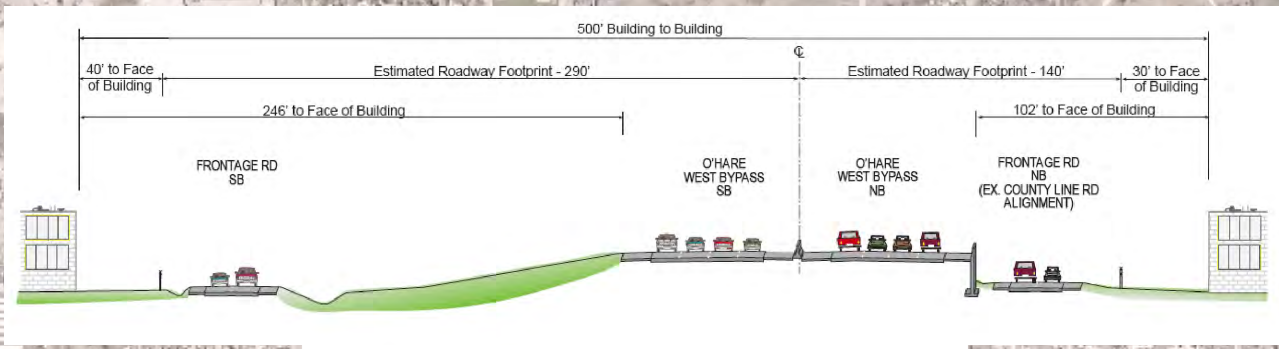 500' Building to Building
℄
40' to Face
of Building
Estimated Roadway Footprint - 290'
Estimated Roadway Footprint - 140'
30' to Face
of Building
246' to Face of Building
102' to Face of Building
FRONTAGE RD
SB
O'HARE
WEST BYPASS
SB
O'HARE
WEST BYPASS
NB
FRONTAGE RD
NB
(EX. COUNTY LINE RD
ALIGNMENT)